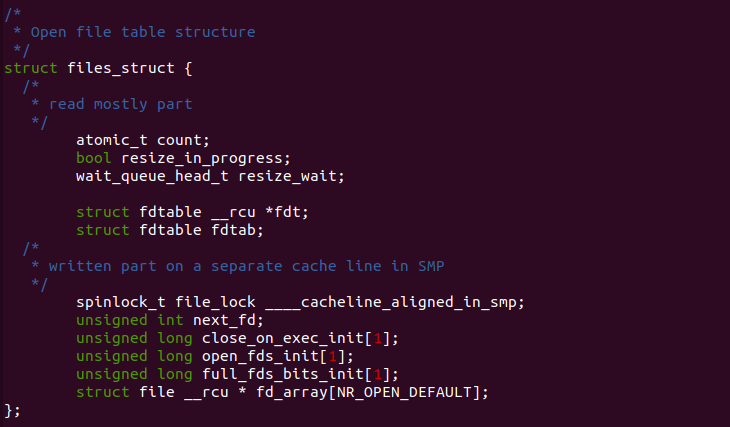 /*
 * Open file table structure
 */
struct files_struct {
  /*
   * read mostly part
   */
        atomic_t count;
        bool resize_in_progress;
        wait_queue_head_t resize_wait;

        struct fdtable __rcu *fdt;
        struct fdtable fdtab;
  /*
   * written part on a separate cache line in SMP
   */
        spinlock_t file_lock ____cacheline_aligned_in_smp;
        unsigned int next_fd;
        unsigned long close_on_exec_init[1];
        unsigned long open_fds_init[1];
        unsigned long full_fds_bits_init[1];
        struct file __rcu * fd_array[NR_OPEN_DEFAULT];
};